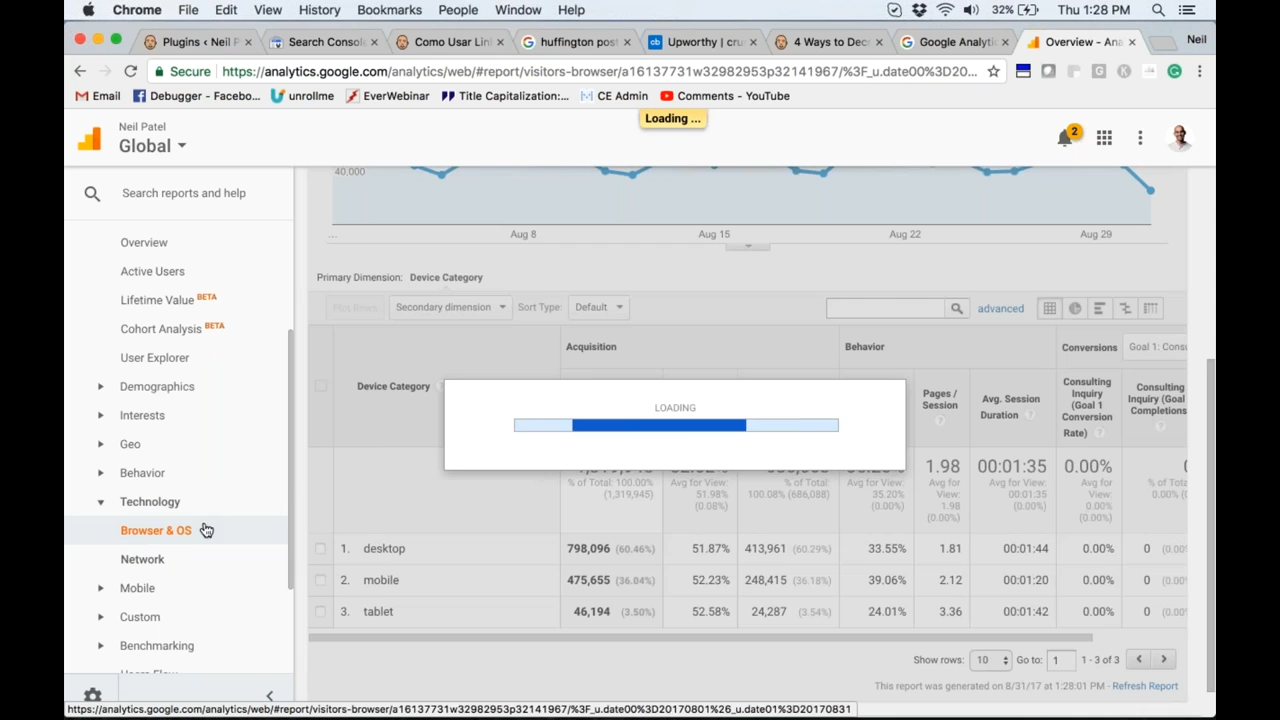 Chrome File Edit View History Bookmarks People Window Help 32% Thu 1:28 PM
Plugins ‹ Neil P Search Console Como Usar Lin huffington post Upworthy | cru 4 Ways to Decr Google Analyti Overview - Ana Neil
Secure https://analytics.google.com/analytics/web/#report/visitors-browser/a16137731w32982953p32141967/%3F_u.date00%3D20...
Email Debugger - Facebo... unrollme EverWebinar Title Capitalization:... CE Admin Comments - YouTube
Loading ...
Neil Patel
Global
2
Search reports and help
Overview
Active Users
Lifetime Value BETA
Cohort Analysis BETA
User Explorer
Demographics
Interests
Geo
Behavior
Technology
Browser & OS
Network
Mobile
Custom
Benchmarking
40,000
... Aug 8 Aug 15 Aug 22 Aug 29
Primary Dimension: Device Category
Plot Rows Secondary dimension Sort Type: Default advanced
Acquisition Behavior Conversions Goal 1: Consu
Device Category
Pages / Session ?
Avg. Session Duration ?
Consulting Inquiry (Goal 1 Conversion Rate) ?
Consulting Inquiry (Goal Completions) ?
LOADING
% of Total: 100.00% (1,319,945)
Avg for View: 51.98% (0.08%)
% of Total: 100.08% (686,088)
Avg for View: 35.20% (0.00%)
1.98 Avg for View: 1.98 (0.00%)
00:01:35 Avg for View: 00:01:35 (0.00%)
0.00% Avg for View: 0.00% (0.00%)
% of To 0.00% (
1. desktop 798,096 (60.46%) 51.87% 413,961 (60.29%) 33.55% 1.81 00:01:44 0.00% 0 (0.00
2. mobile 475,655 (36.04%) 52.23% 248,415 (36.18%) 39.06% 2.12 00:01:20 0.00% 0 (0.00
3. tablet 46,194 (3.50%) 52.58% 24,287 (3.54%) 24.01% 3.36 00:01:42 0.00% 0 (0.00
Show rows: 10 Go to: 1 1 - 3 of 3
This report was generated on 8/31/17 at 1:28:01 PM - Refresh Report
https://analytics.google.com/analytics/web/#report/visitors-browser/a16137731w32982953p32141967/%3F_u.date00%3D20170801%26_u.date01%3D20170831